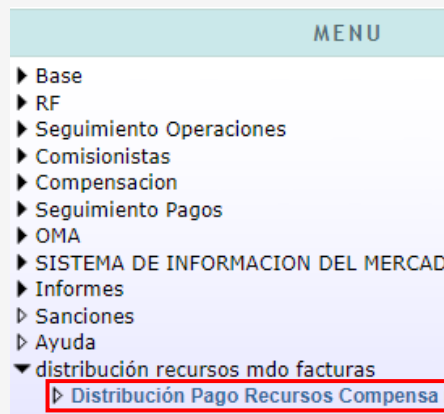 MENU
Base
RF
Seguimiento Operaciones
Comisionistas
Compensacion
Seguimiento Pagos
OMA
SISTEMA DE INFORMACION DEL MERCAD
Informes
Sanciones
Ayuda
distribución recursos mdo facturas
Distribución Pago Recursos Compensa